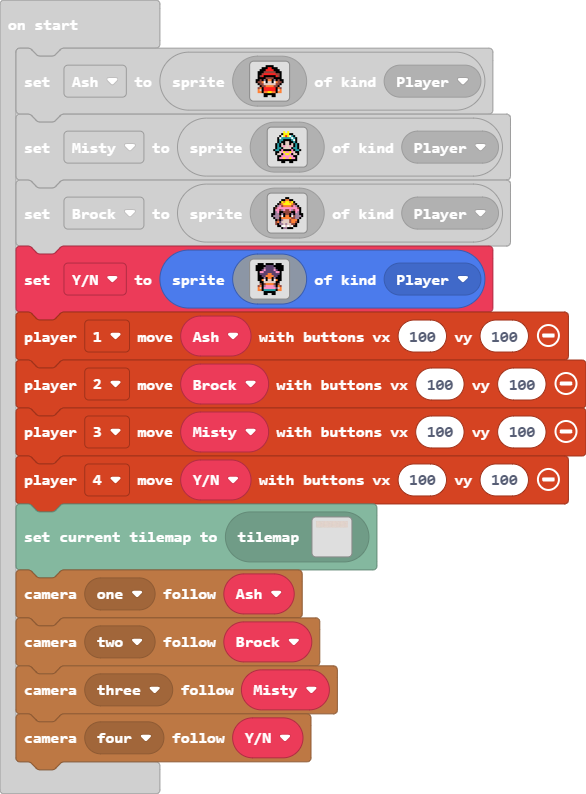 on start
set Ash to sprite of kind Player
set Misty to sprite of kind Player
set Brock to sprite of kind Player
set Y/N to sprite of kind Player
player 1 move Ash with buttons vx 100 vy 100
player 2 move Brock with buttons vx 100 vy 100
player 3 move Misty with buttons vx 100 vy 100
player 4 move Y/N with buttons vx 100 vy 100
set current tilemap to tilemap
camera one follow Ash
camera two follow Brock
camera three follow Misty
camera four follow Y/N